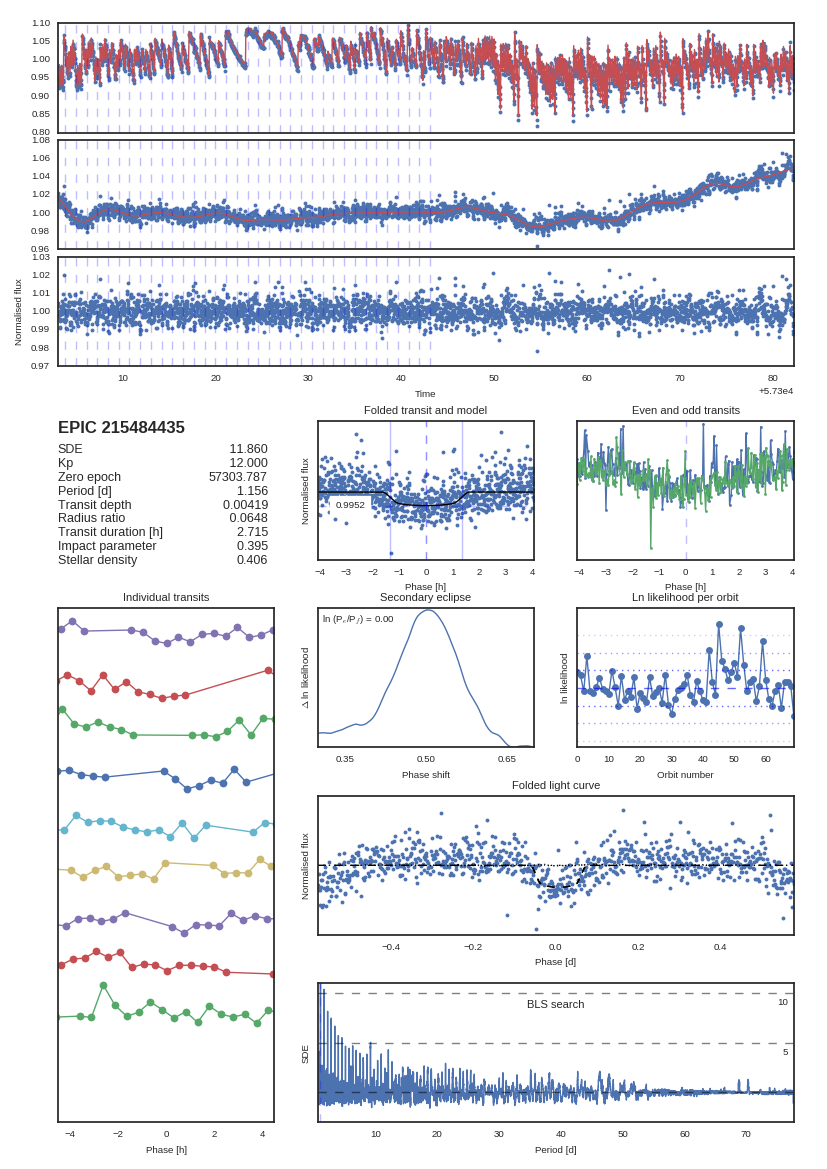 1.10
1.05
1.00
0.95
0.90
0.85
0.80
1.08
1.06
1.04
1.02
1.00
0.98
0.96
1.03
1.02
1.01
1.00
0.99
0.98
0.97
Normalised flux
10 20 30 40 50 60 70 80
Time
+5.73e4
EPIC 215484435
SDE 11.860
Kp 12.000
Zero epoch 57303.787
Period [d] 1.156
Transit depth 0.00419
Radius ratio 0.0648
Transit duration [h] 2.715
Impact parameter 0.395
Stellar density 0.406
Folded transit and model
Normalised flux
0.9952
−4 −3 −2 −1 0 1 2 3 4
Phase [h]
Even and odd transits
−4 −3 −2 −1 0 1 2 3 4
Phase [h]
Individual transits
−4 −2 0 2 4
Phase [h]
Secondary eclipse
ln (Pₑ/P𝑓) = 0.00
Δ ln likelihood
0.35 0.50 0.65
Phase shift
Ln likelihood per orbit
ln likelihood
0 10 20 30 40 50 60
Orbit number
Folded light curve
Normalised flux
−0.4 −0.2 0.0 0.2 0.4
Phase [d]
BLS search
10
5
SDE
10 20 30 40 50 60 70
Period [d]